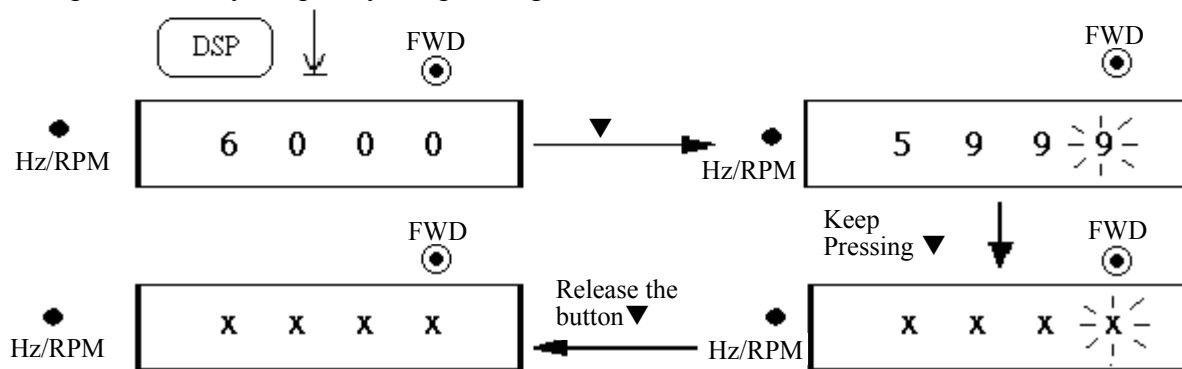 DSP
FWD
FWD
6 0 0 0
▼
5 9 9 9
Hz/RPM
Hz/RPM
Keep
Pressing ▼
FWD
FWD
Release the
button▼
x x x x
x x x x
Hz/RPM
Hz/RPM